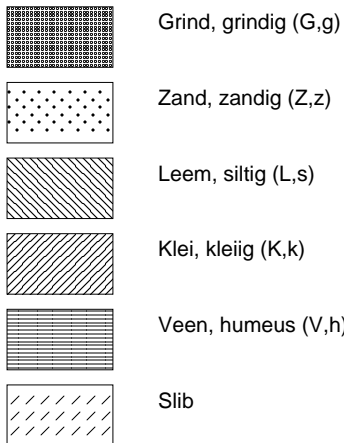 Grind, grindig (G,g)
Zand, zandig (Z,z)
Leem, siltig (L,s)
Klei, kleiig (K,k)
Veen, humeus (V,h)
Slib